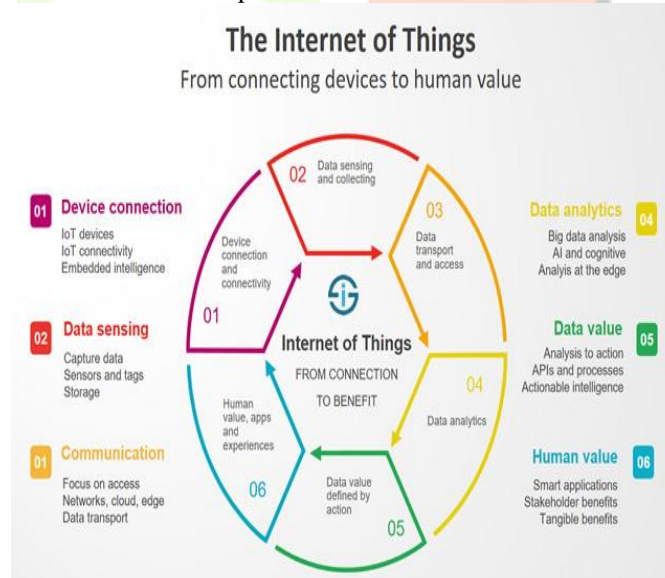 The Internet of Things
From connecting devices to human value
01 Device connection
IoT devices
IoT connectivity
Embedded intelligence
02 Data sensing
Capture data
Sensors and tags
Storage
01 Communication
Focus on access
Networks, cloud, edge
Data transport
01
Device
connection
and
connectivity
02
Data sensing
and collecting
03
Data
transport
and access
04
Data analytics
05
Data value
defined by
action
06
Human
value, apps
and
experiences
Internet of Things
FROM CONNECTION
TO BENEFIT
Data analytics 04
Big data analysis
AI and cognitive
Analyis at the edge
Data value 05
Analysis to action
APIs and processes
Actionable intelligence
Human value 06
Smart applications
Stakeholder benefits
Tangible benefits